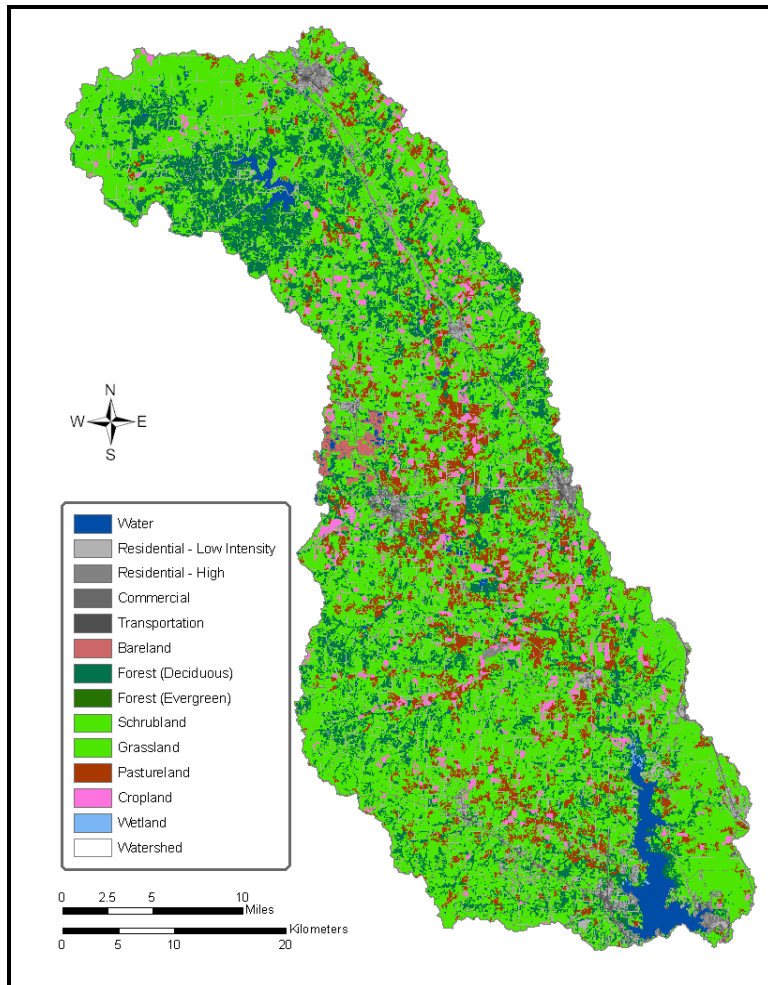 N
W E
S
Water
Residential - Low Intensity
Residential - High
Commercial
Transportation
Bareland
Forest (Deciduous)
Forest (Evergreen)
Schrubland
Grassland
Pastureland
Cropland
Wetland
Watershed
0 2.5 5 10
Miles
Kilometers
0 5 10 20